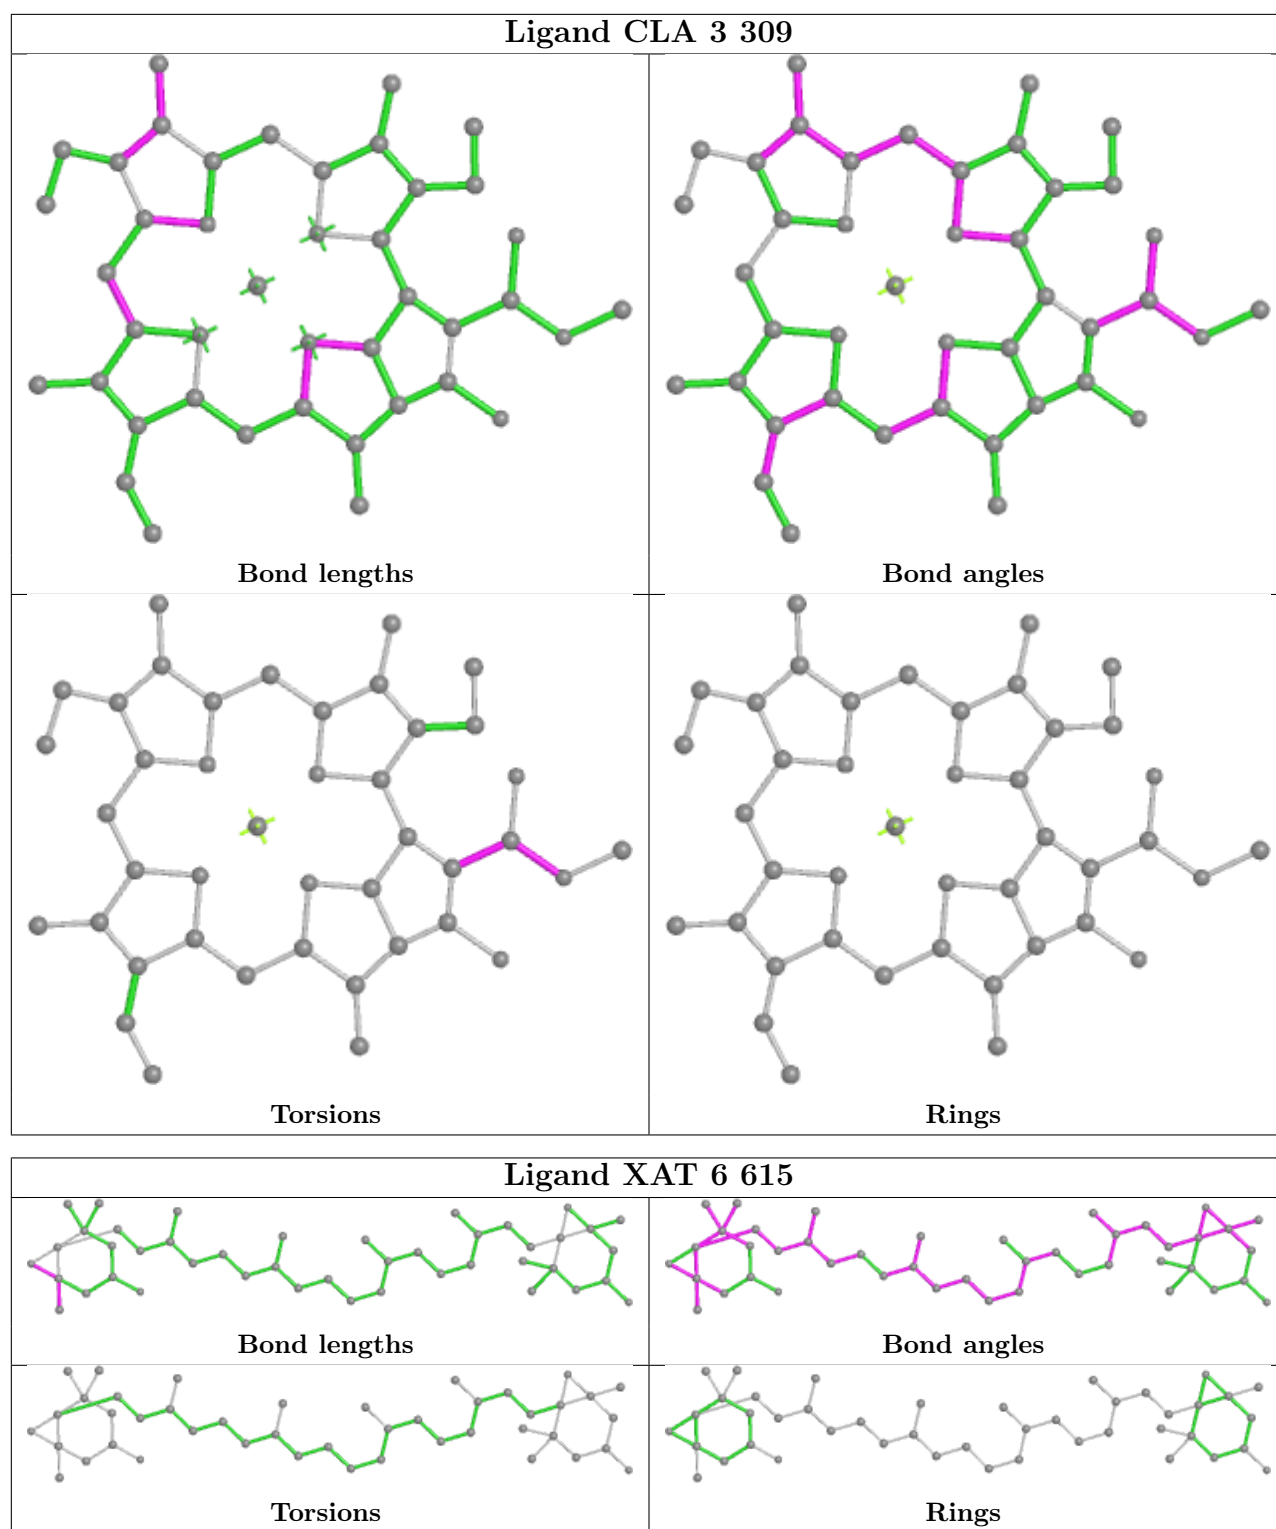 Ligand CLA 3 309
Bond lengths
Bond angles
Torsions
Rings
Ligand XAT 6 615
Bond lengths
Bond angles
Torsions
Rings